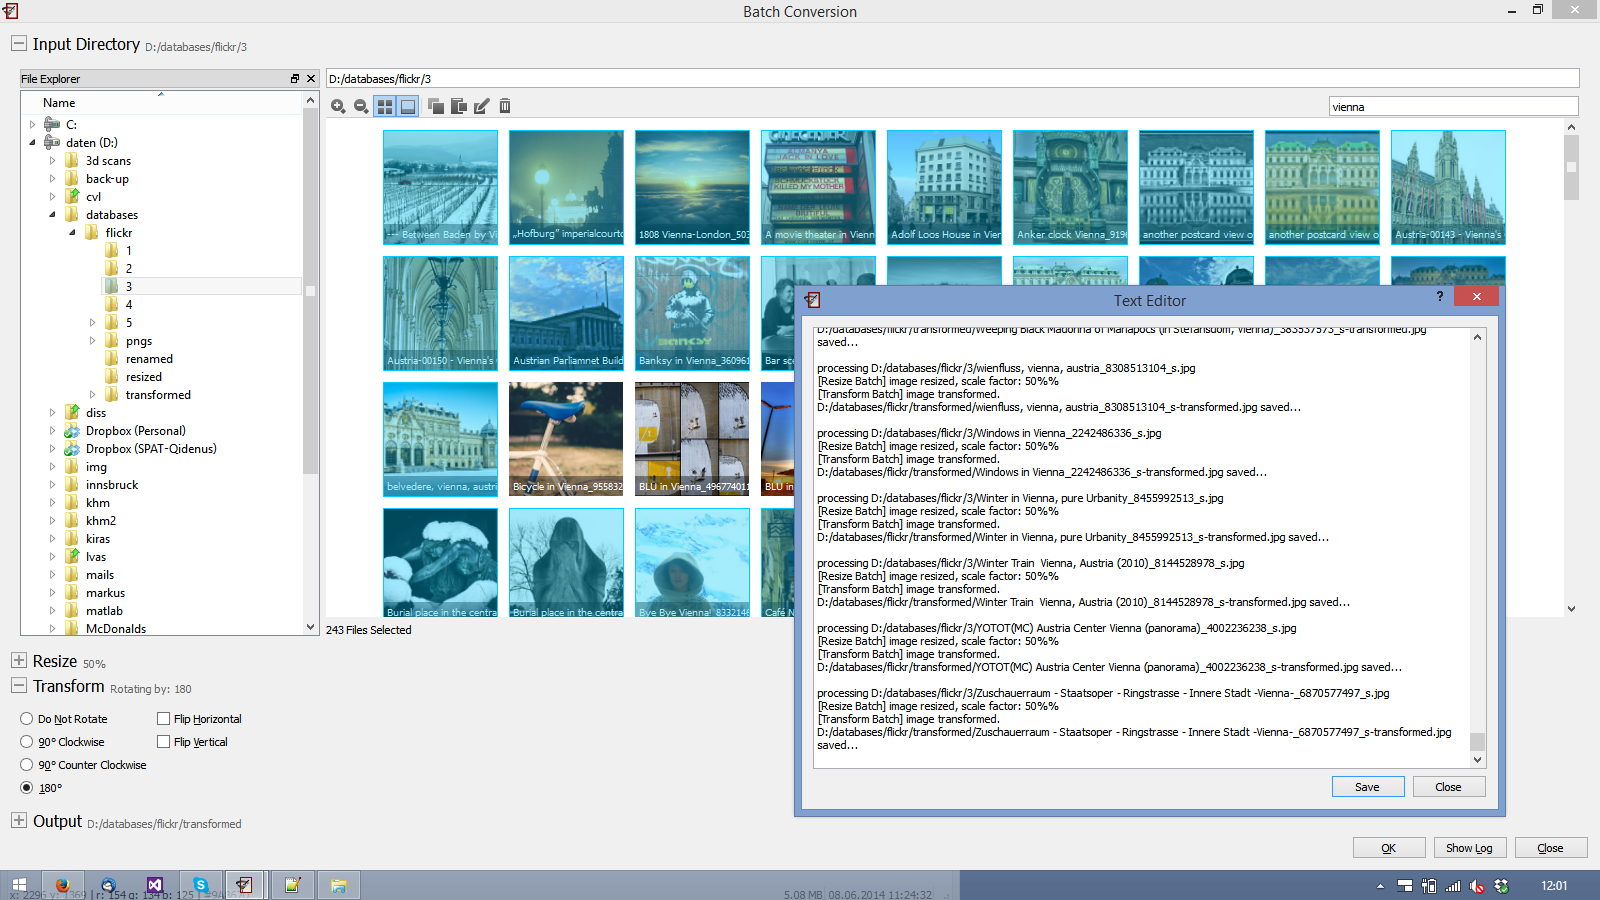 Batch Conversion
Input Directory D:/databases/flickr/3
File Explorer
D:/databases/flickr/3
Name
vienna
C:
daten (D:)
3d scans
back-up
cvl
databases
flickr
1
2
3
4
5
pngs
renamed
resized
transformed
diss
Dropbox (Personal)
Dropbox (SPAT-Qidenus)
img
innsbruck
khm
khm2
kiras
lvas
mails
markus
matlab
McDonalds
--- Between Baden by Vi
„Hofburg" imperialcourto
1808 Vienna-London_503
A movie theater in Vienn
Adolf Loos House in Vien
Anker clock Vienna_9196
another postcard view o
another postcard view o
Austria-00143 - Vienna's
ALMANYA
JACK IN LOVE
KILLED MY MOTHER
Austria-00150 - Vienna's
Austrian Parliamnet Build
Banksy in Vienna_360961
Bar sce
BANKSY
belvedere, vienna, austri
Bicycle in Vienna_955832
BLU in Vienna_496774011
BLU in
Burial place in the centra
Burial place in the centra
Bye Bye Vienna!_8332146
Café N
243 Files Selected
Text Editor
?
D:/databases/flickr/transformed/Weeping Black Madonna of Mariapocs (in Stefansdom, Vienna)_383537573_s-transformed.jpg
saved...
processing D:/databases/flickr/3/wienfluss, vienna, austria_8308513104_s.jpg
[Resize Batch] image resized, scale factor: 50%%
[Transform Batch] image transformed.
D:/databases/flickr/transformed/wienfluss, vienna, austria_8308513104_s-transformed.jpg saved...
processing D:/databases/flickr/3/Windows in Vienna_2242486336_s.jpg
[Resize Batch] image resized, scale factor: 50%%
[Transform Batch] image transformed.
D:/databases/flickr/transformed/Windows in Vienna_2242486336_s-transformed.jpg saved...
processing D:/databases/flickr/3/Winter in Vienna, pure Urbanity_8455992513_s.jpg
[Resize Batch] image resized, scale factor: 50%%
[Transform Batch] image transformed.
D:/databases/flickr/transformed/Winter in Vienna, pure Urbanity_8455992513_s-transformed.jpg saved...
processing D:/databases/flickr/3/Winter Train  Vienna, Austria (2010)_8144528978_s.jpg
[Resize Batch] image resized, scale factor: 50%%
[Transform Batch] image transformed.
D:/databases/flickr/transformed/Winter Train  Vienna, Austria (2010)_8144528978_s-transformed.jpg saved...
processing D:/databases/flickr/3/YOTOT(MC) Austria Center Vienna (panorama)_4002236238_s.jpg
[Resize Batch] image resized, scale factor: 50%%
[Transform Batch] image transformed.
D:/databases/flickr/transformed/YOTOT(MC) Austria Center Vienna (panorama)_4002236238_s-transformed.jpg saved...
processing D:/databases/flickr/3/Zuschauerraum - Staatsoper - Ringstrasse - Innere Stadt -Vienna-_6870577497_s.jpg
[Resize Batch] image resized, scale factor: 50%%
[Transform Batch] image transformed.
D:/databases/flickr/transformed/Zuschauerraum - Staatsoper - Ringstrasse - Innere Stadt -Vienna-_6870577497_s-transformed.jpg
saved...
Save
Close
Resize 50%
Transform Rotating by: 180
Do Not Rotate
Flip Horizontal
90° Clockwise
Flip Vertical
90° Counter Clockwise
180°
Output D:/databases/flickr/transformed
OK
Show Log
Close
x: 2296 y: 1369 | r: 154 g: 134 b: 125 |
5.08 MB 08.06.2014 11:24:32
12:01